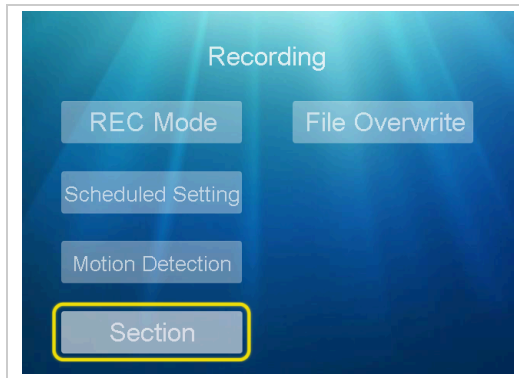 Recording
REC Mode
File Overwrite
Scheduled Setting
Motion Detection
Section